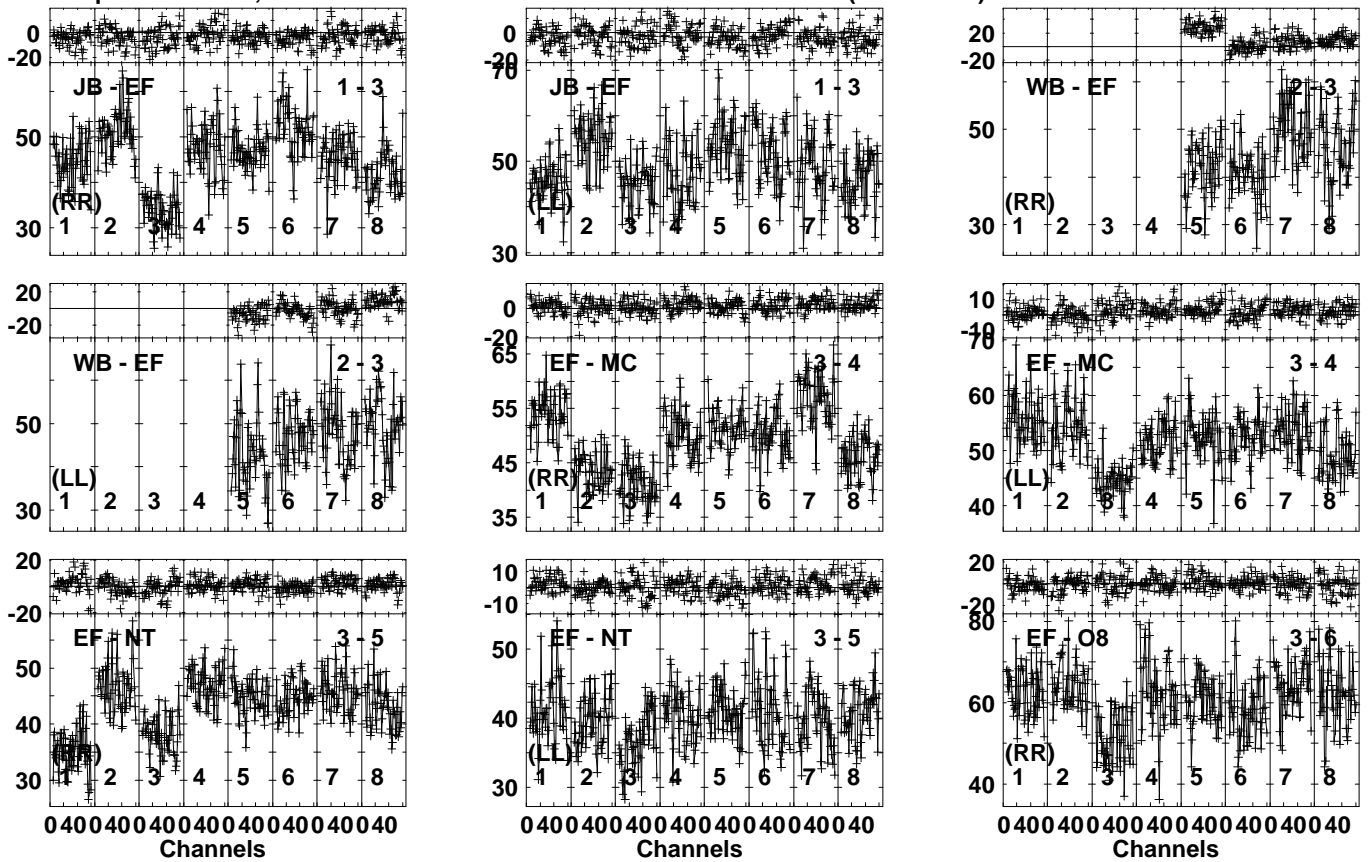 0 0 20
-20 -20 -20
JB - EF 1 - 3 70 JB - EF 1 - 3 WB - EF 2 - 3
50 50 50
(RR) (LL) (RR)
30 1 2 3 4 5 6 7 8 30 1 2 3 4 5 6 7 8 30 1 2 3 4 5 6 7 8
20 0 10
-20 -20 -10
WB - EF 2 - 3 65 EF - MC 3 - 4 70 EF - MC 3 - 4
50 55 60
45 50
(LL) (RR) (LL)
30 1 2 3 4 5 6 7 8 35 1 2 3 4 5 6 7 8 40 1 2 3 4 5 6 7 8
20 0 10 20
-20 -10 -20
EF - NT 3 - 5 EF - NT 3 - 5 80 EF - O8 3 - 6
50 50
40 40 60
(RR) (LL) (RR)
30 1 2 3 4 5 6 7 8 30 1 2 3 4 5 6 7 8 40 1 2 3 4 5 6 7 8
0 40 0 40 0 40 0 40 0 40 0 40 0 40 0 40 0 40 0 40 0 40 0 40 0 40 0 40 0 40 0 40 0 40 0 40 0 40 0 40 0 40 0 40 0 40 0 40
Channels Channels Channels